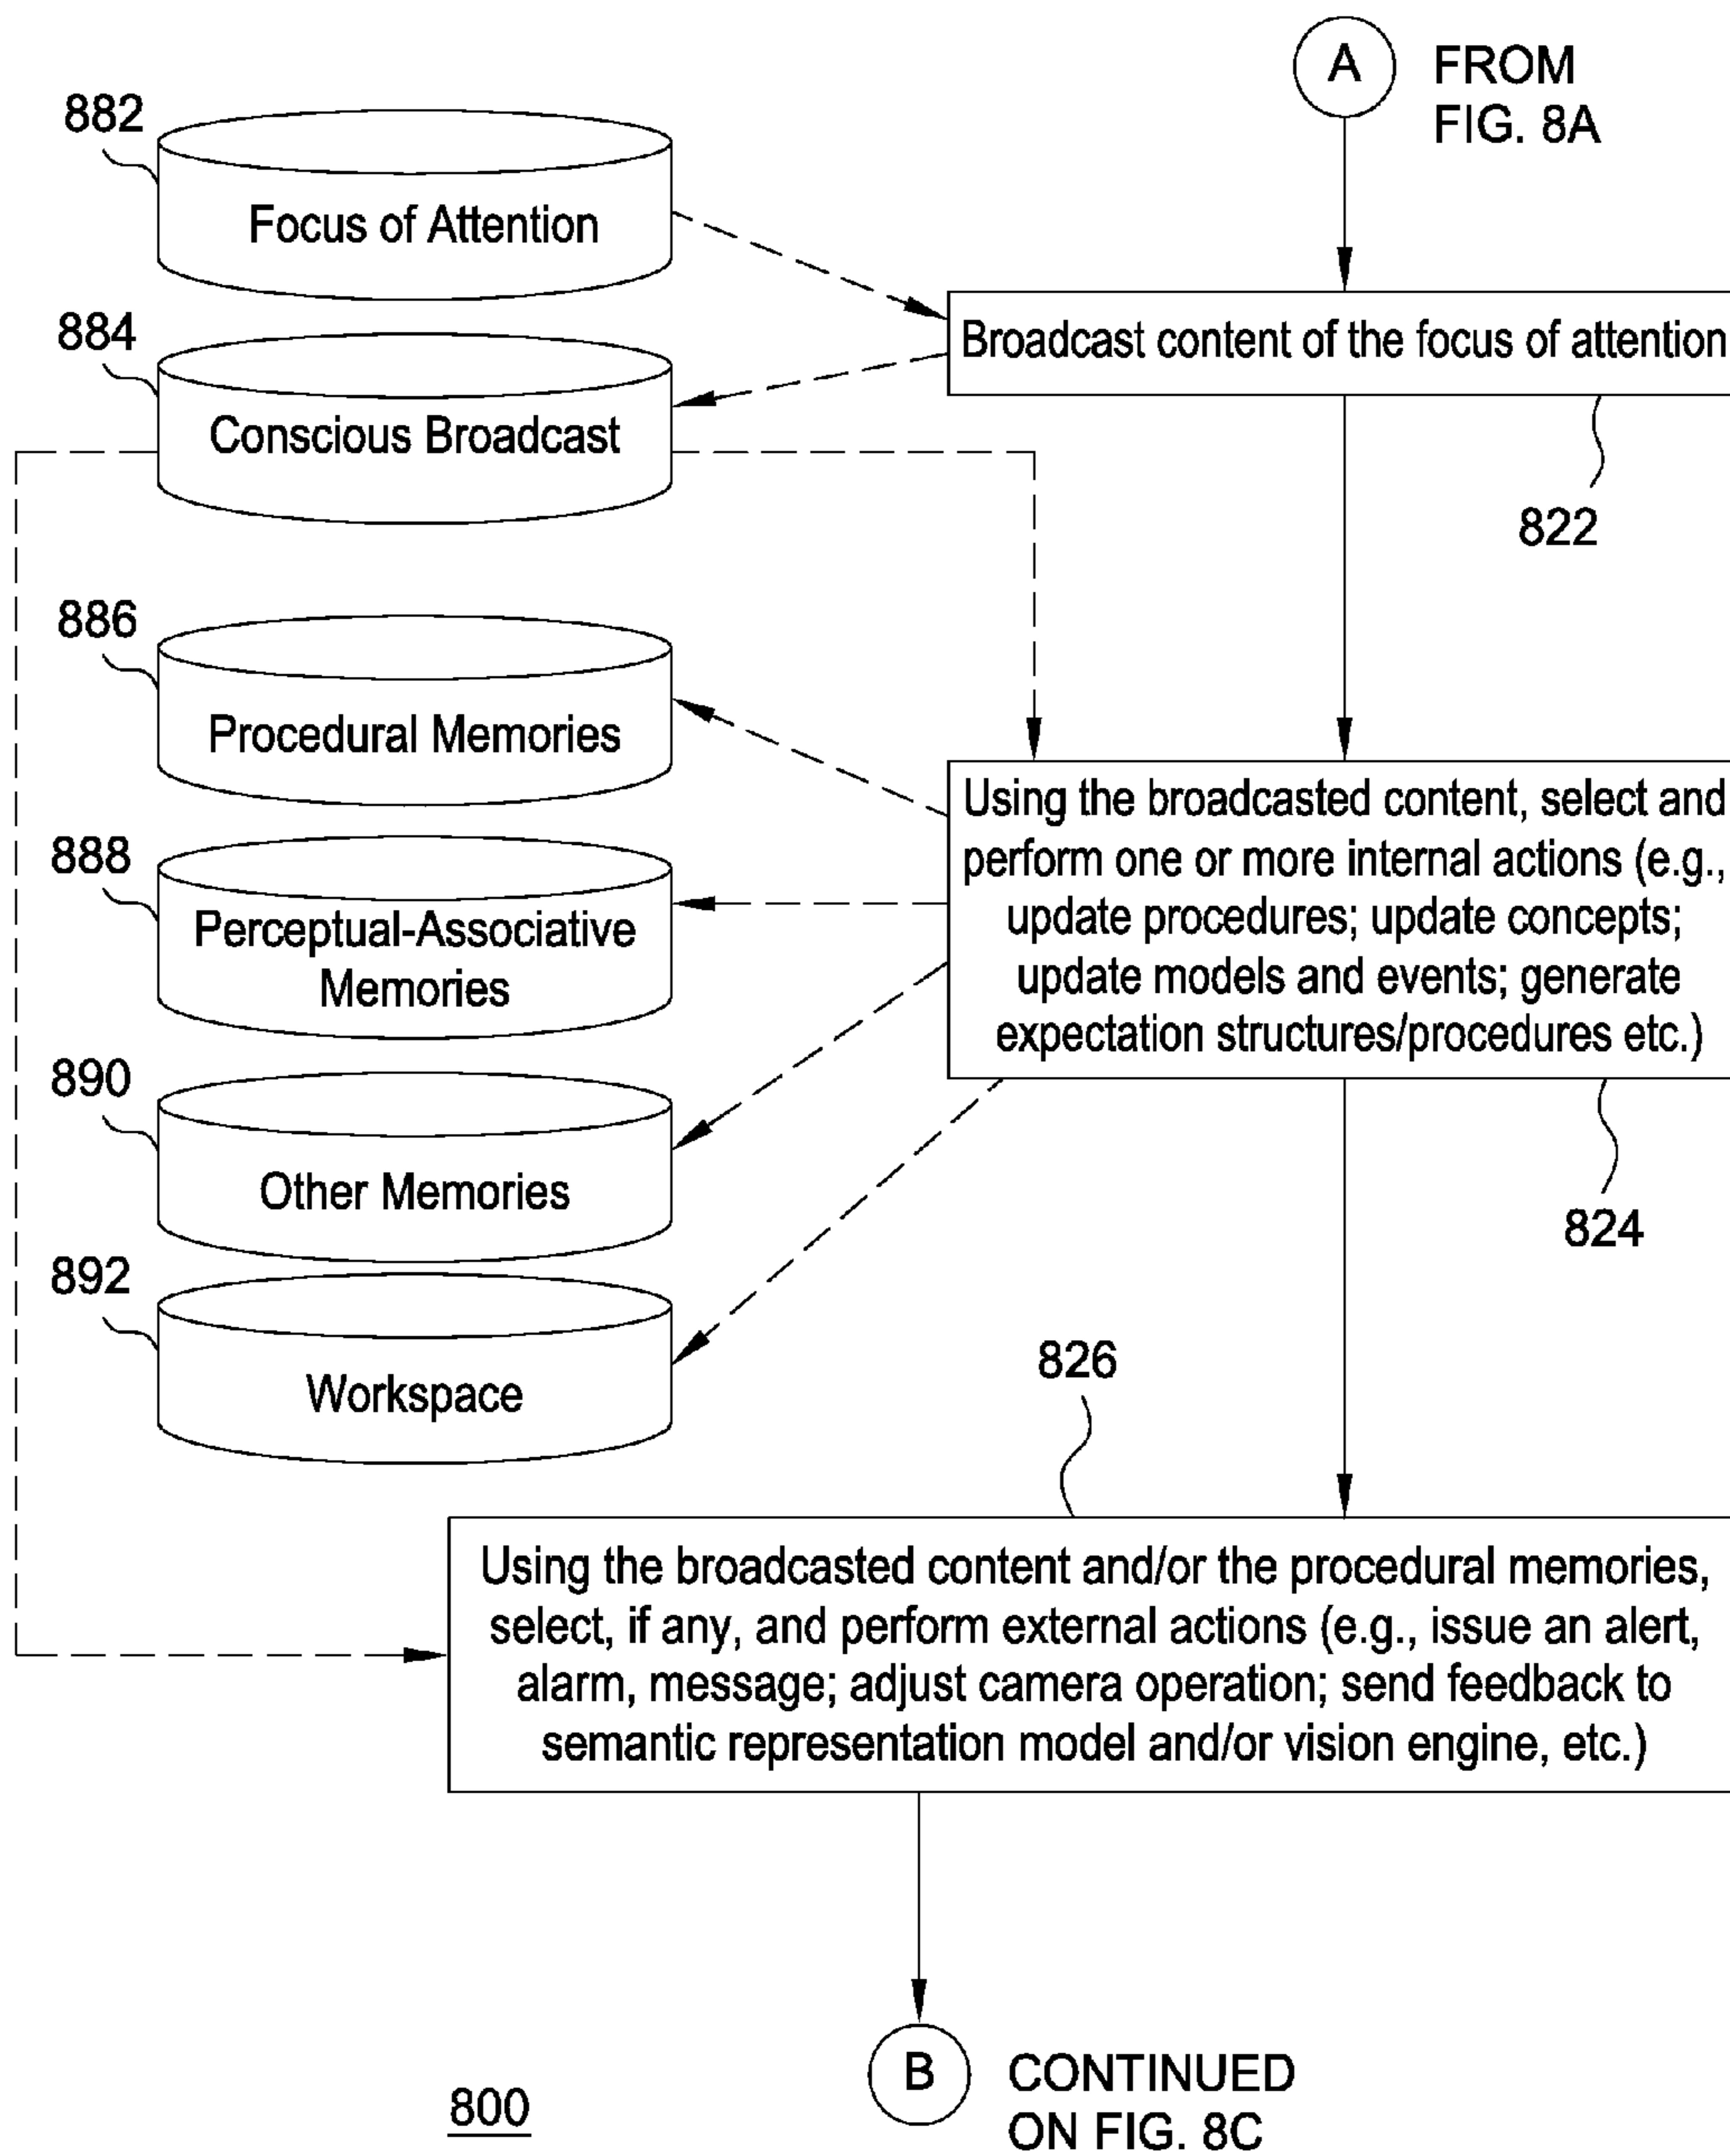 A
FROM
FIG. 8A
882
Focus of Attention
Broadcast content of the focus of attention
884
Conscious Broadcast
822
886
Procedural Memories
Using the broadcasted content, select and
perform one or more internal actions (e.g.,
update procedures; update concepts;
update models and events; generate
expectation structures/procedures etc.)
888
Perceptual-Associative
Memories
890
Other Memories
824
892
Workspace
826
Using the broadcasted content and/or the procedural memories,
select, if any, and perform external actions (e.g., issue an alert,
alarm, message; adjust camera operation; send feedback to
semantic representation model and/or vision engine, etc.)
B
CONTINUED
ON FIG. 8C
800